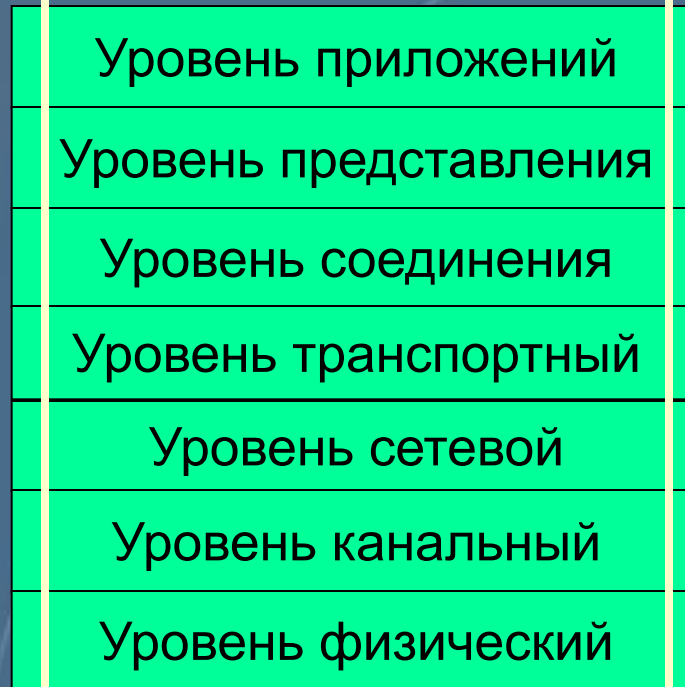 Уровень приложений
Уровень представления
Уровень соединения
Уровень транспортный
Уровень сетевой
Уровень канальный
Уровень физический